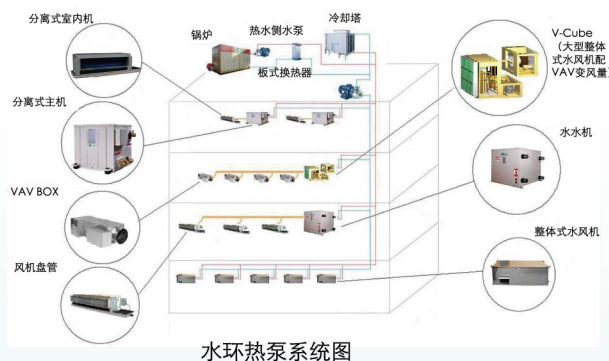 分离式室内机
锅炉
热水侧水泵
冷却塔
板式换热器
V-Cube
（大型整体
式水风机配
VAV变风量）
分离式主机
水水机
VAV BOX
风机盘管
整体式水风机
水环热泵系统图